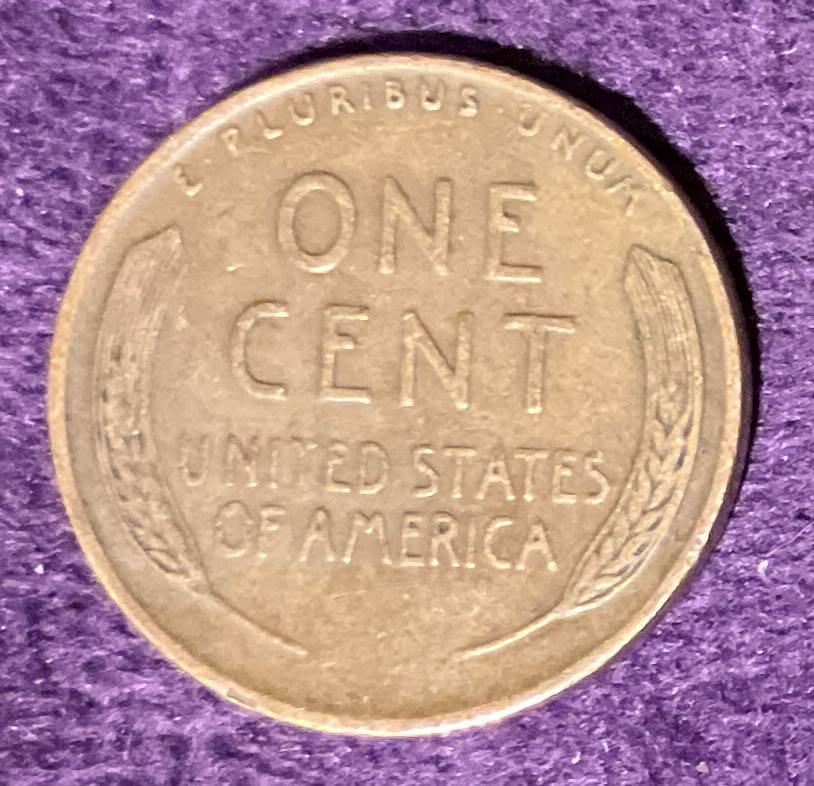 E · PLURIBUS · UNUM
ONE
CENT
UNITED STATES
OF AMERICA